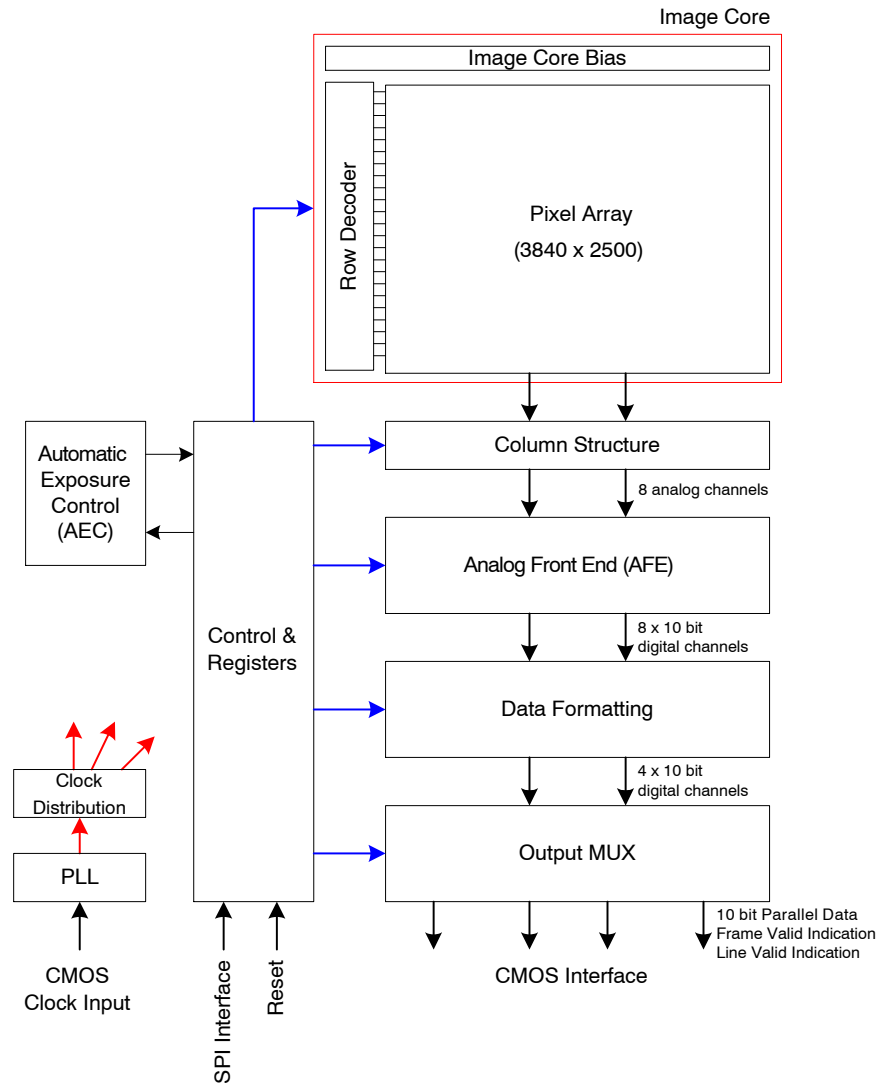 Image Core
Image Core Bias
Row Decoder
Pixel Array
(3840 x 2500)
Automatic
Exposure
Control
(AEC)
Column Structure
8 analog channels
Analog Front End (AFE)
Control &
Registers
8 x 10 bit
digital channels
Data Formatting
4 x 10 bit
digital channels
Clock
Distribution
Output MUX
PLL
10 bit Parallel Data
Frame Valid Indication
Line Valid Indication
CMOS
Clock Input
SPI Interface
Reset
CMOS Interface